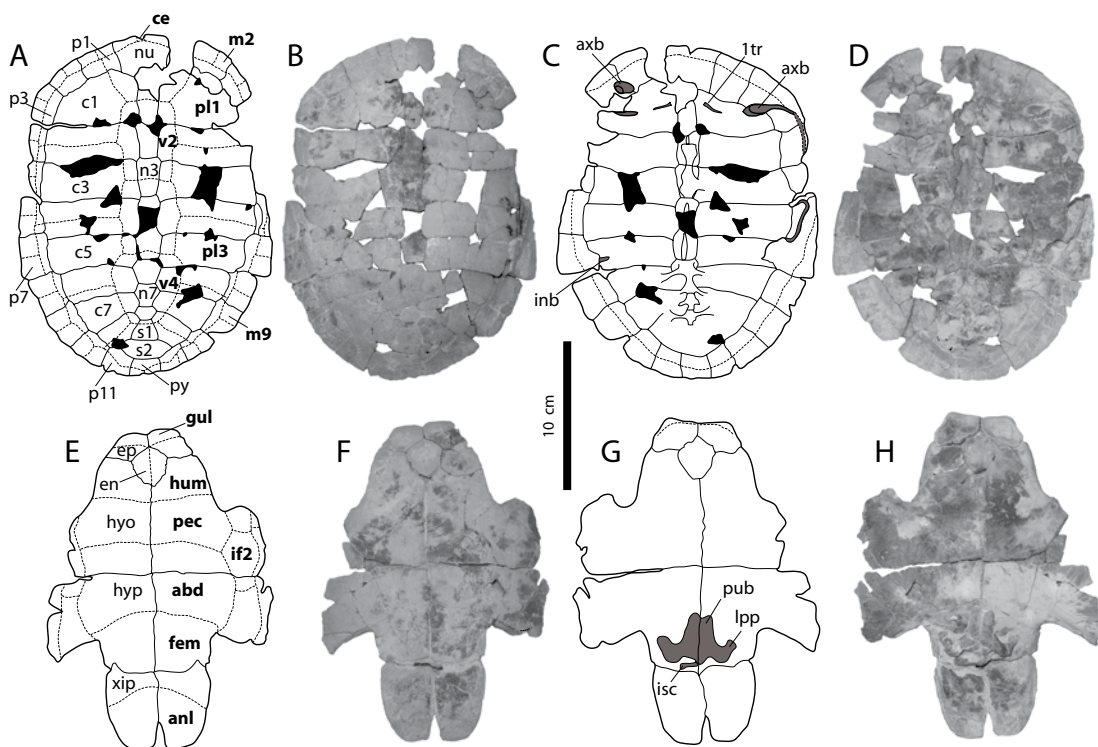 A
ce
p1
nu
m2
B
C
axb
1tr
axb
D
p3
c1
pl1
v2
n3
c3
c5
pl3
v4
p7
n7
c7
inb
m9
s1
s2
p11
py
10 cm
gul
E
ep
F
G
H
en
hum
hyo
pec
if2
hyp
abd
pub
lpp
fem
xip
isc
anl